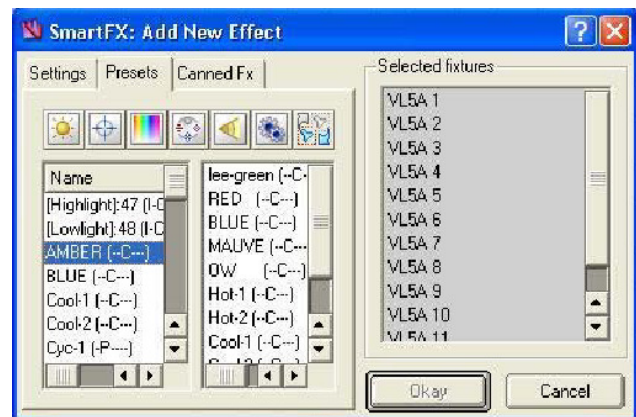 SmartFX: Add New Effect
Settings
Presets
Canned Fx
Name
[Highlight]:47 (I-C
[Lowlight]:48 (I-C
AMBER (--C---)
BLUE (--C---)
Cool-1 (--C---)
Cool-2 (--C---)
Cyc-1 (-P----)
lee-green (--C-
RED (--C---)
BLUE (--C---)
MAUVE (--C---
OW (--C---)
Hot-1 (--C---)
Hot-2 (--C---)
Cool-1 (--C---)
Selected fixtures
VL5A 1
VL5A 2
VL5A 3
VL5A 4
VL5A 5
VL5A 6
VL5A 7
VL5A 8
VL5A 9
VL5A 10
VL5A 11
Okay
Cancel